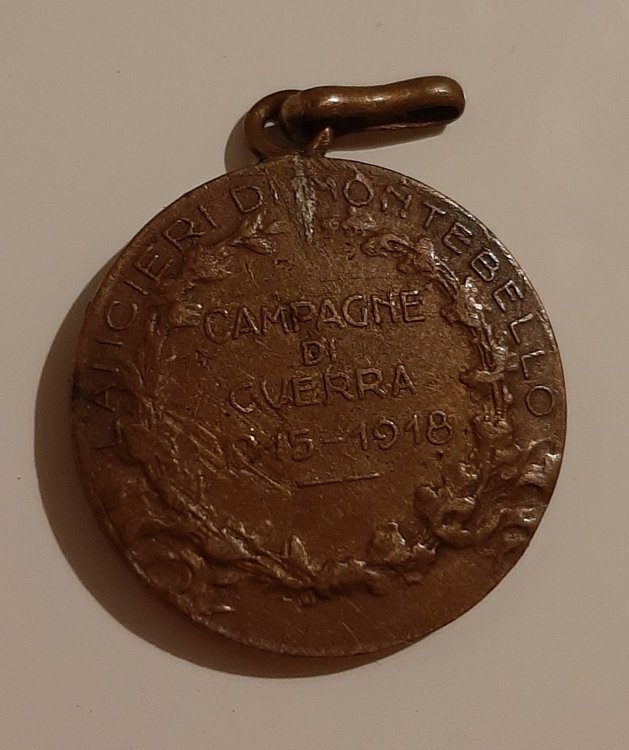 LANCIERI DI MONTEBELLO
CAMPAGNE
DI
GUERRA
1915-1918